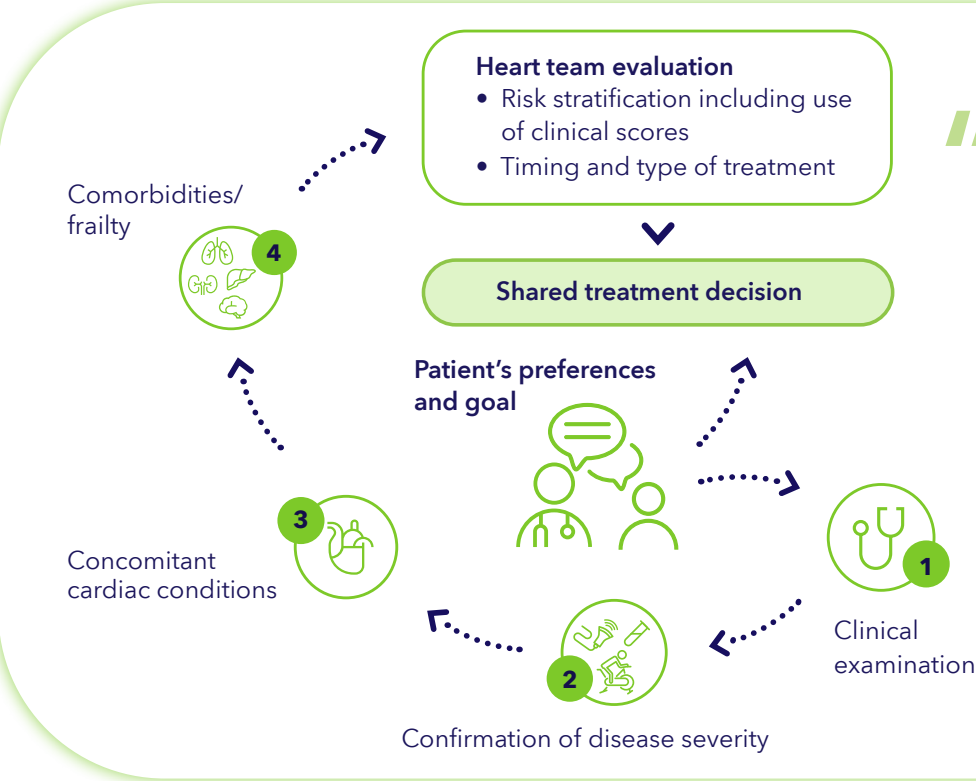 Heart team evaluation
• Risk stratification including use
of clinical scores
• Timing and type of treatment
Comorbidities/
frailty
4
Shared treatment decision
Patient’s preferences
and goal
3
Concomitant
cardiac conditions
1
Clinical
examination
2
Confirmation of disease severity